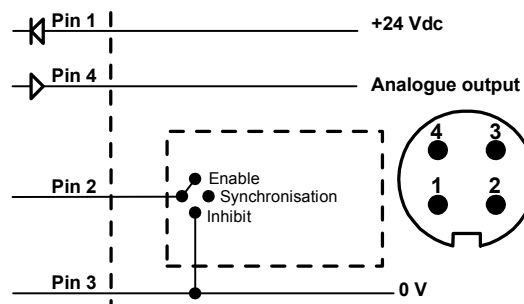 Pin 1 +24 Vdc
Pin 4 Analogue output
4 3
Enable
1 2
Pin 2 Synchronisation
Inhibit
Pin 3 0 V